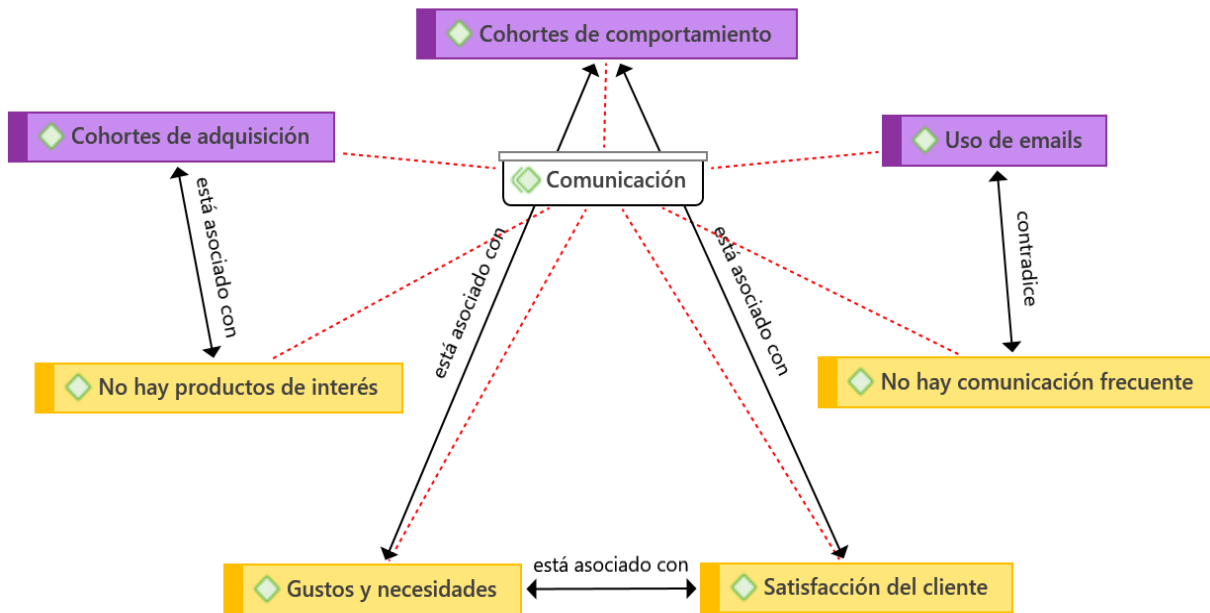 Cohortes de comportamiento
Cohortes de adquisición
Uso de emails
Comunicación
está asociado con
está asociado con
está asociado con
contradice
No hay productos de interés
No hay comunicación frecuente
está asociado con
Gustos y necesidades
Satisfacción del cliente